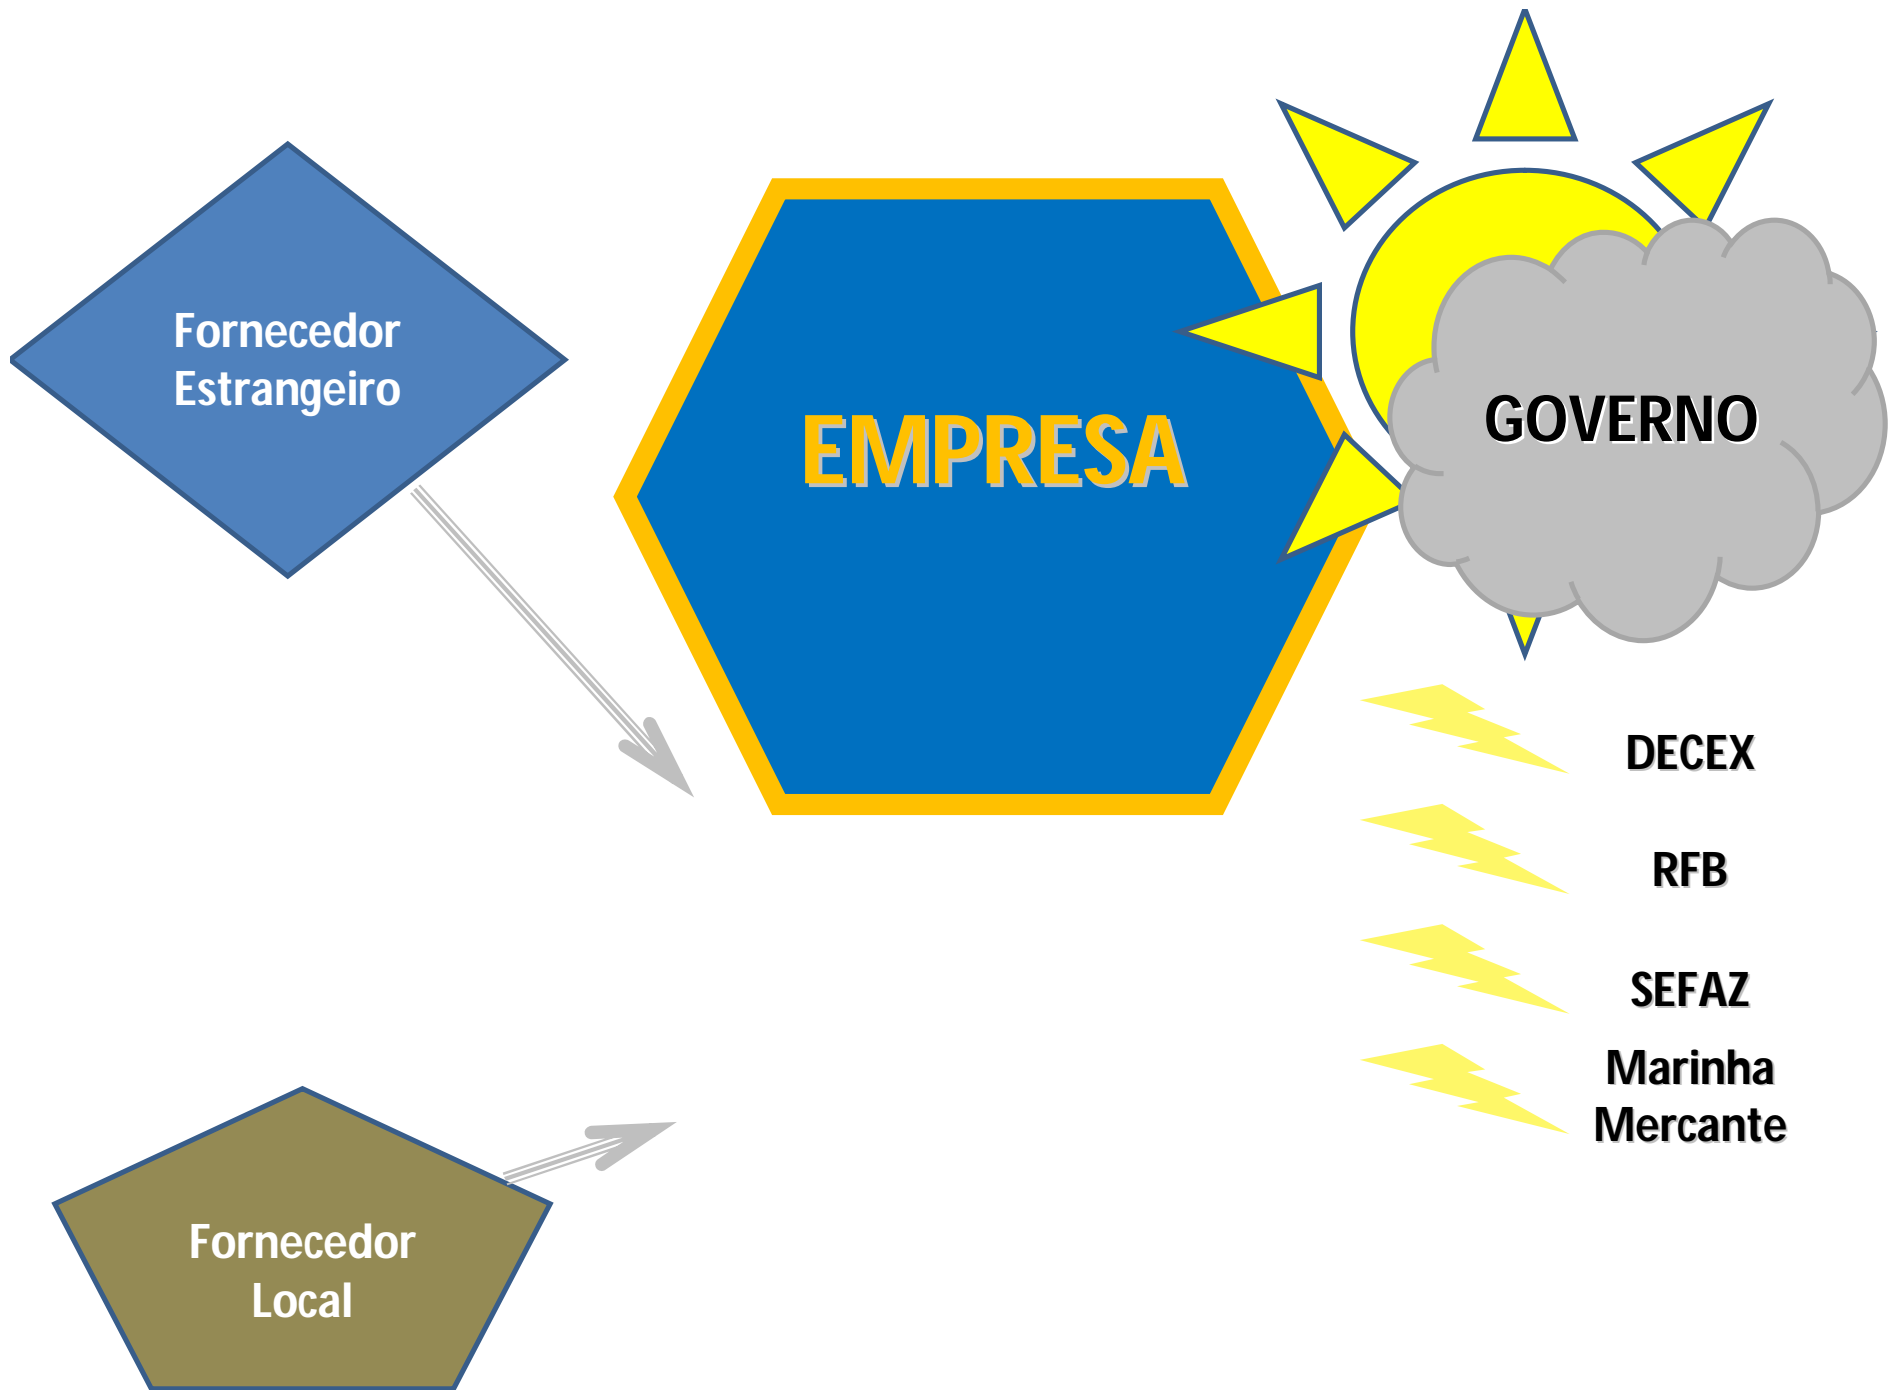 Fornecedor
Estrangeiro
EMPRESA
GOVERNO
DECEX
RFB
SEFAZ
Marinha
Mercante
Fornecedor
Local